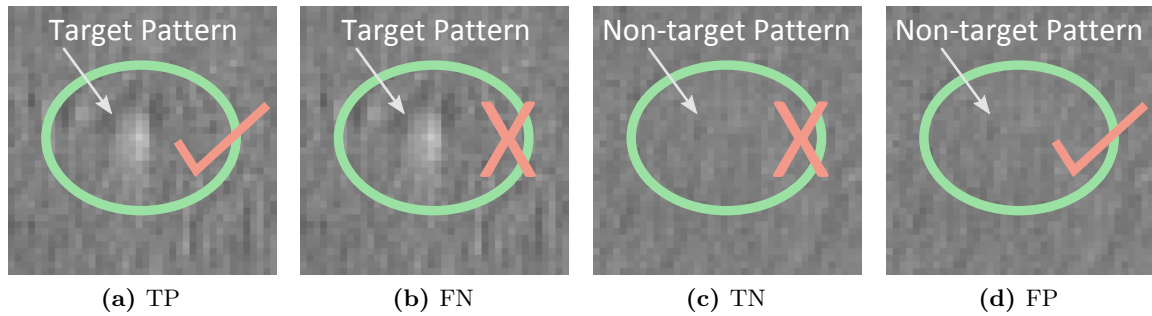 Target Pattern
Target Pattern
Non-target Pattern
Non-target Pattern
(a) TP
(b) FN
(c) TN
(d) FP